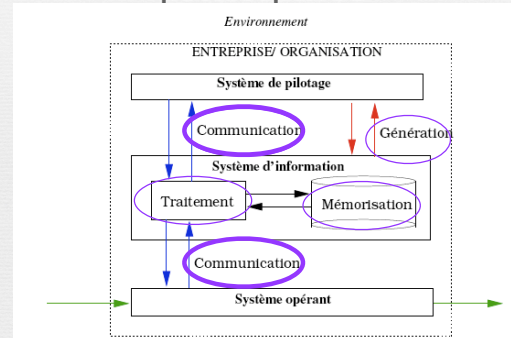 Environnement
ENTREPRISE/ ORGANISATION
Système de pilotage
Communication
Génération
Système d'information
Traitement
Mémorisation
Communication
Système opérant